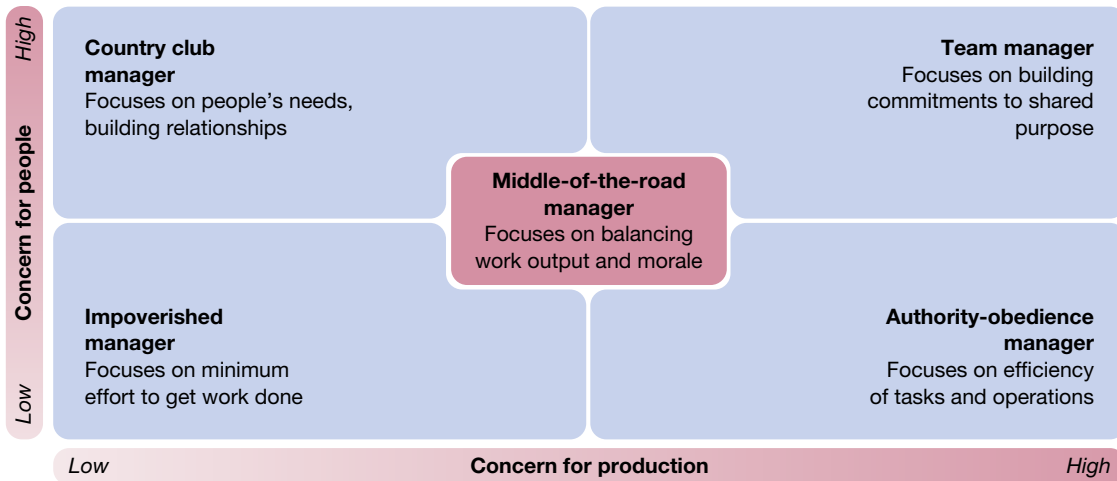 High
Concern for people
Low
Country club
manager
Focuses on people's needs,
building relationships
Team manager
Focuses on building
commitments to shared
purpose
Middle-of-the-road
manager
Focuses on balancing
work output and morale
Impoverished
manager
Focuses on minimum
effort to get work done
Authority-obedience
manager
Focuses on efficiency
of tasks and operations
Low
Concern for production
High